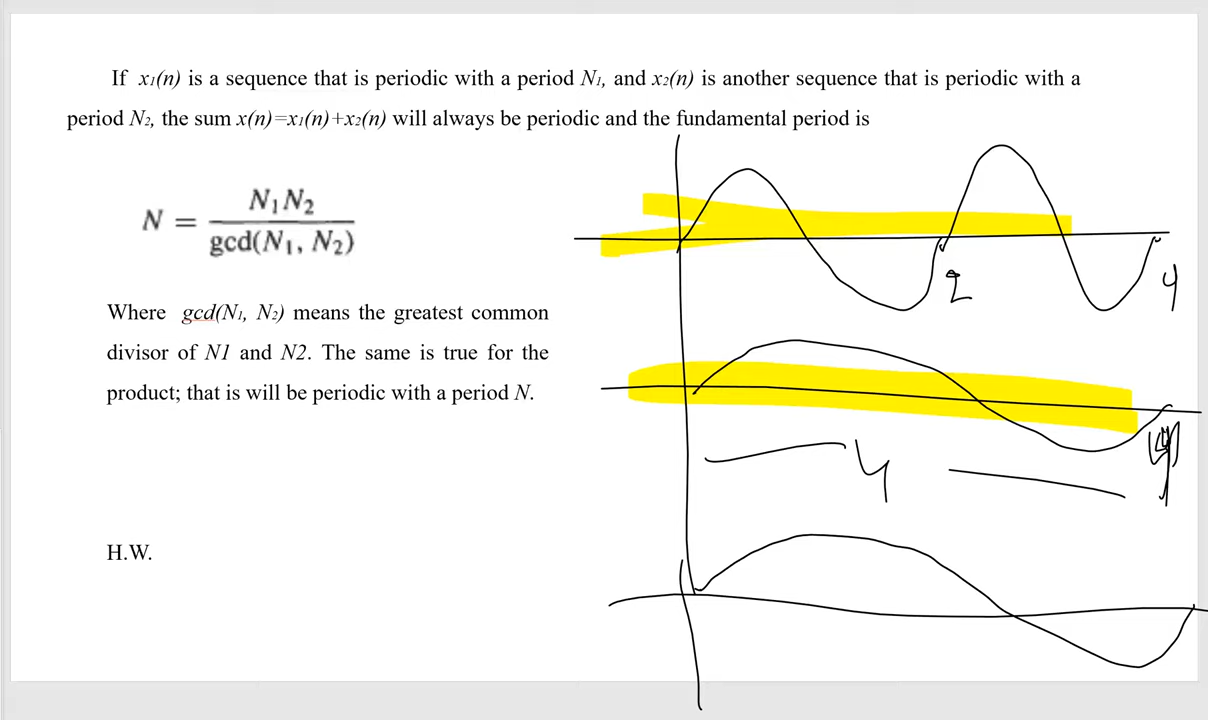 If x₁(n) is a sequence that is periodic with a period N₁, and x₂(n) is another sequence that is periodic with a
period N₂, the sum x(n)=x₁(n)+x₂(n) will always be periodic and the fundamental period is
N = N₁N₂ / gcd(N₁, N₂)
Where gcd(N₁, N₂) means the greatest common
divisor of N1 and N2. The same is true for the
product; that is will be periodic with a period N.
H.W.
2
4
4